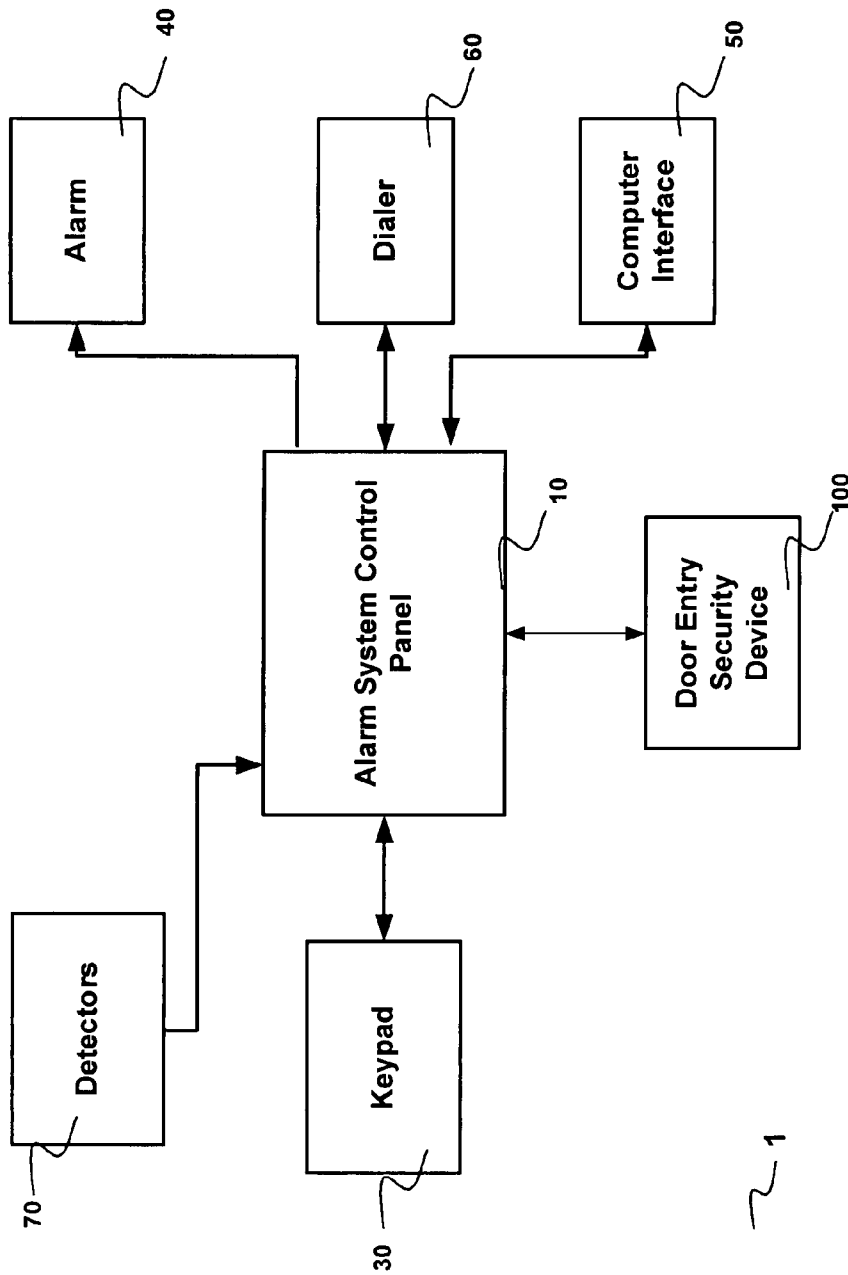 Detectors
70
Alarm
40
Keypad
30
Alarm System Control
Panel
10
Dialer
60
Door Entry
Security
Device
100
Computer
Interface
50
1